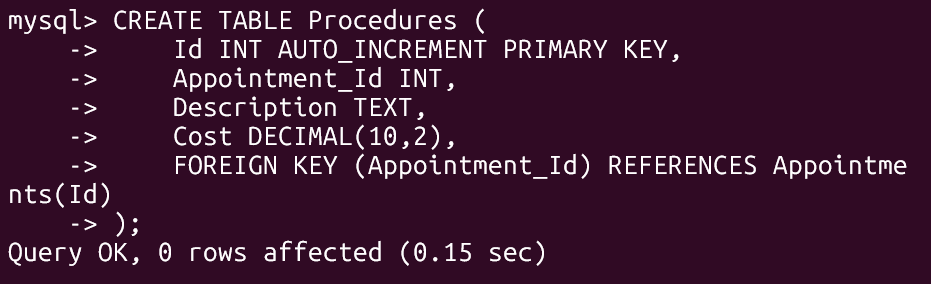 mysql> CREATE TABLE Procedures (
    ->     Id INT AUTO_INCREMENT PRIMARY KEY,
    ->     Appointment_Id INT,
    ->     Description TEXT,
    ->     Cost DECIMAL(10,2),
    ->     FOREIGN KEY (Appointment_Id) REFERENCES Appointme
nts(Id)
    -> );
Query OK, 0 rows affected (0.15 sec)